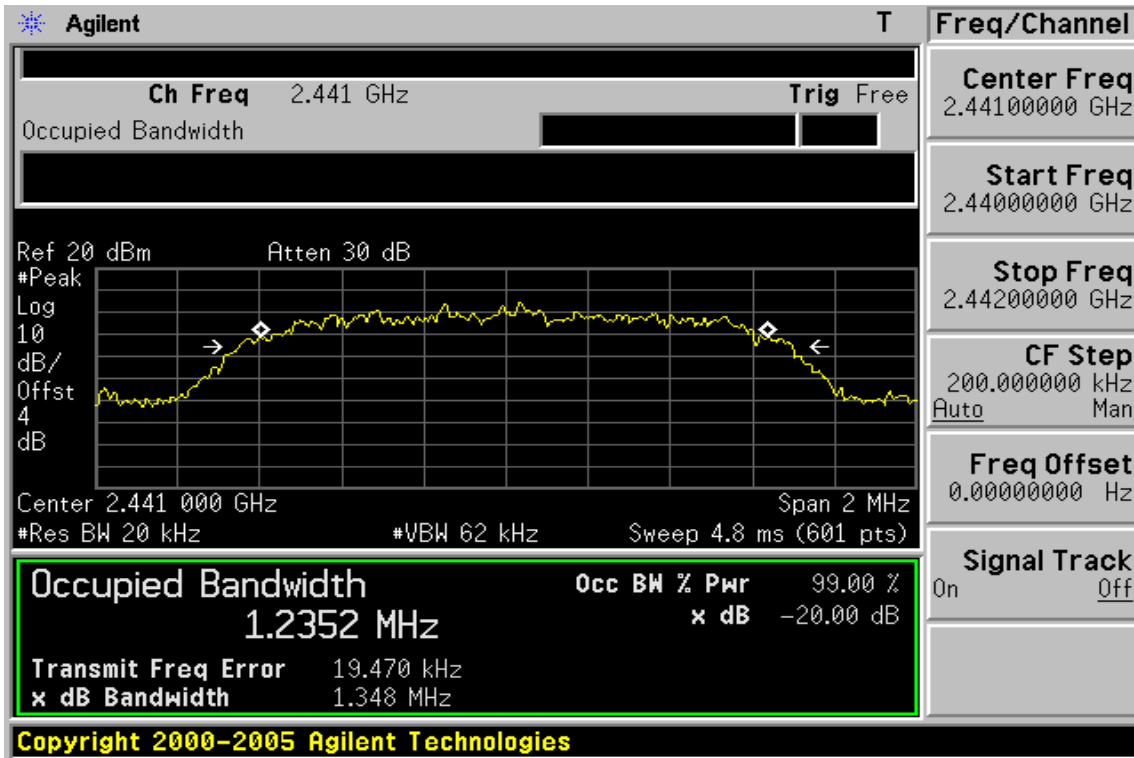 Agilent T
Freq/Channel
Ch Freq 2.441 GHz Trig Free
Occupied Bandwidth
Ref 20 dBm Atten 30 dB
#Peak
Log
10
dB/
Offst
4
dB
Center 2.441 000 GHz Span 2 MHz
#Res BW 20 kHz #VBW 62 kHz Sweep 4.8 ms (601 pts)
Occupied Bandwidth
1.2352 MHz
Occ BW % Pwr 99.00 %
x dB -20.00 dB
Transmit Freq Error 19.470 kHz
x dB Bandwidth 1.348 MHz
Center Freq
2.44100000 GHz
Start Freq
2.44000000 GHz
Stop Freq
2.44200000 GHz
CF Step
200.000000 kHz
Auto Man
Freq Offset
0.00000000 Hz
Signal Track
On Off
Copyright 2000-2005 Agilent Technologies